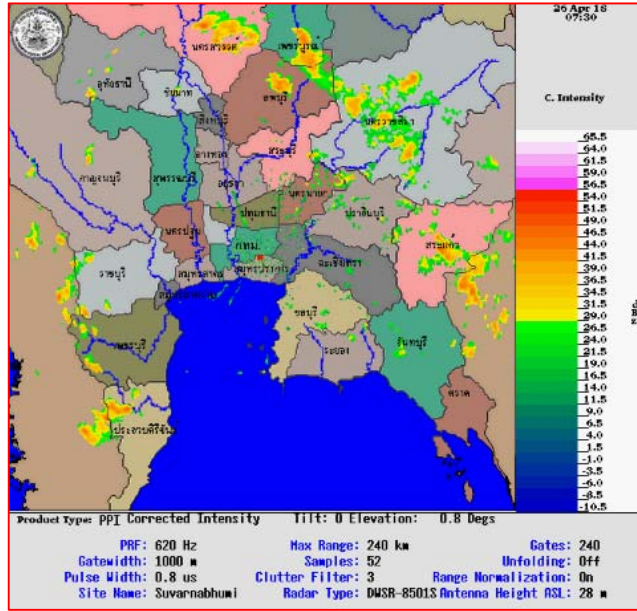 26 Apr 18
07:30
C. Intensity
65.5
64.0
61.5
59.0
56.5
54.0
51.5
49.0
46.5
44.0
41.5
39.0
36.5
34.0
31.5
29.0
26.5
24.0
21.5
19.0
16.5
14.0
11.5
9.0
6.5
4.0
1.5
-1.0
-3.5
-6.0
-8.5
-10.5
นครสวรรค์
เพชรบูรณ์
อุทัยธานี
ชัยนาท
ลพบุรี
นครราชสีมา
สิงห์บุรี
อ่างทอง
สระบุรี
กาญจนบุรี
สุพรรณบุรี
อยุธยา
นครนายก
ปทุมธานี
ปราจีนบุรี
นครปฐม
กทม.
สระแก้ว
ราชบุรี
สมุทรสาคร
สมุทรปราการ
ฉะเชิงเทรา
สมุทรสงคราม
ชลบุรี
เพชรบุรี
ระยอง
จันทบุรี
ตราด
ประจวบคีรีขันธ์
Product Type: PPI Corrected Intensity Tilt: 0 Elevation: 0.8 Degs
PRF: 620 Hz Max Range: 240 km Gates: 240
Gatewidth: 1000 m Samples: 52 Unfolding: Off
Pulse Width: 0.8 us Clutter Filter: 3 Range Normalization: On
Site Name: Suvarnabhumi Radar Type: DWSR-8501S Antenna Height ASL: 28 m